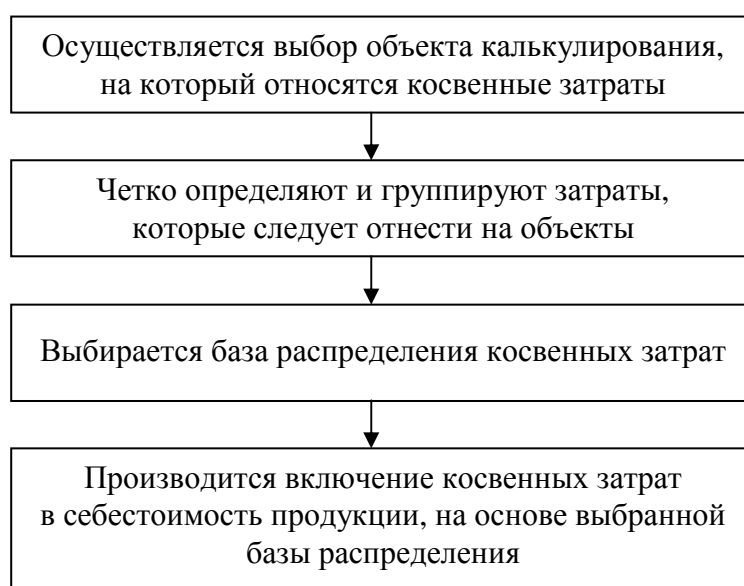 Осуществляется выбор объекта калькулирования,
на который относятся косвенные затраты
Четко определяют и группируют затраты,
которые следует отнести на объекты
Выбирается база распределения косвенных затрат
Производится включение косвенных затрат
в себестоимость продукции, на основе выбранной
базы распределения